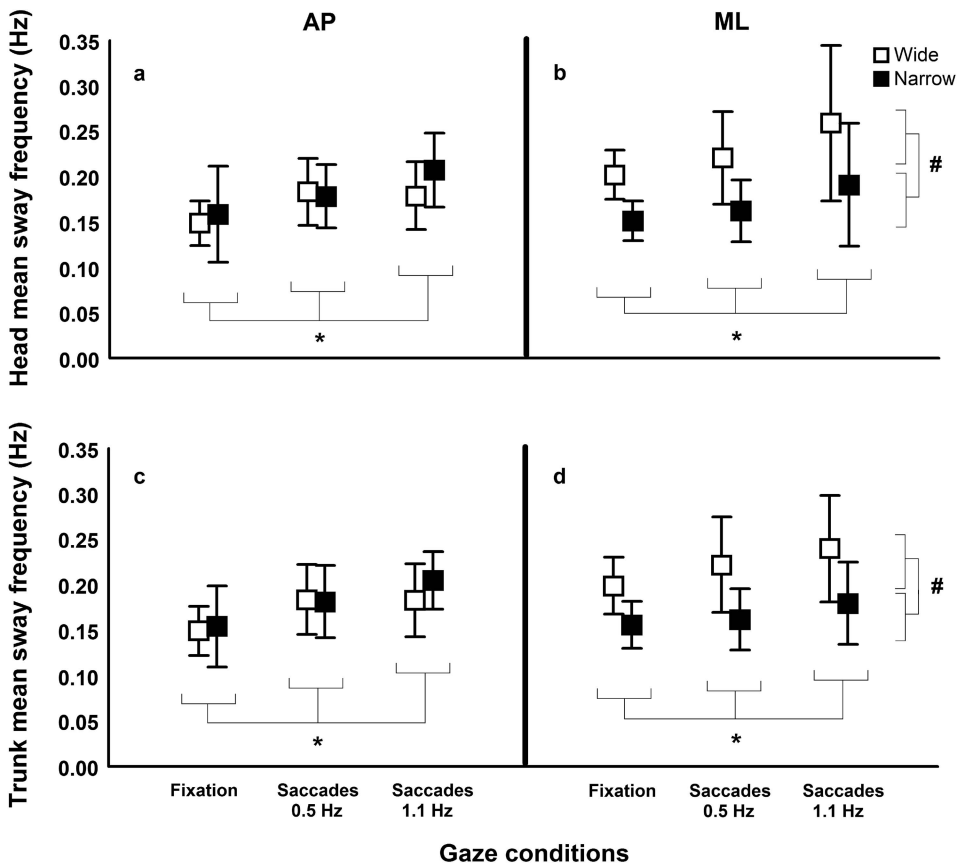 AP
ML
Head mean sway frequency (Hz)
0.35
0.30
0.25
0.20
0.15
0.10
0.05
0.00
a
*
b
Wide
Narrow
#
*
Trunk mean sway frequency (Hz)
0.35
0.30
0.25
0.20
0.15
0.10
0.05
0.00
c
*
d
#
*
Fixation
Saccades
0.5 Hz
Saccades
1.1 Hz
Fixation
Saccades
0.5 Hz
Saccades
1.1 Hz
Gaze conditions